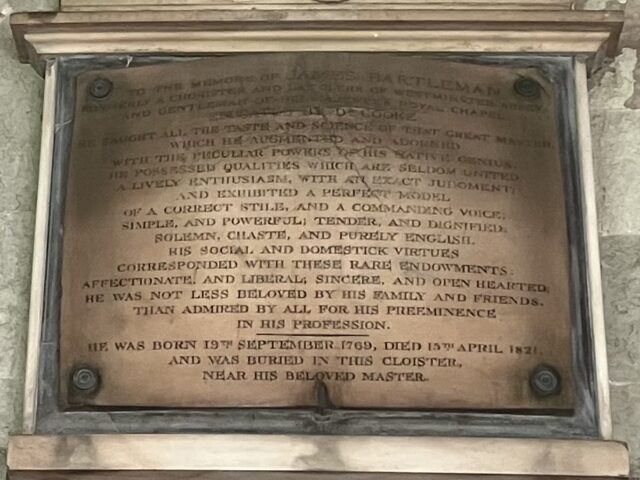 TO THE MEMORY OF JAMES BARTLEMAN
FORMERLY A CHORISTER AND LAY CLERK OF WESTMINSTER ABBEY
AND GENTLEMAN OF HIS MAJESTY'S ROYAL CHAPEL
DR COOKE
HE CAUGHT ALL THE TASTE AND SCIENCE OF THAT GREAT MASTER
WHICH HE AUGMENTED AND ADORNED
WITH THE PECULIAR POWERS OF HIS NATIVE GENIUS.
HE POSSESSED QUALITIES WHICH ARE SELDOM UNITED
A LIVELY ENTHUSIASM, WITH AN EXACT JUDGMENT;
AND EXHIBITED A PERFECT MODEL
OF A CORRECT STILE, AND A COMMANDING VOICE;
SIMPLE, AND POWERFUL; TENDER, AND DIGNIFIED;
SOLEMN, CHASTE, AND PURELY ENGLISH.
HIS SOCIAL AND DOMESTICK VIRTUES
CORRESPONDED WITH THESE RARE ENDOWMENTS:
AFFECTIONATE, AND LIBERAL; SINCERE, AND OPEN HEARTED;
HE WAS NOT LESS BELOVED BY HIS FAMILY AND FRIENDS,
THAN ADMIRED BY ALL FOR HIS PREEMINENCE
IN HIS PROFESSION.
HE WAS BORN 19TH SEPTEMBER 1769, DIED 15TH APRIL 1821.
AND WAS BURIED IN THIS CLOISTER,
NEAR HIS BELOVED MASTER.